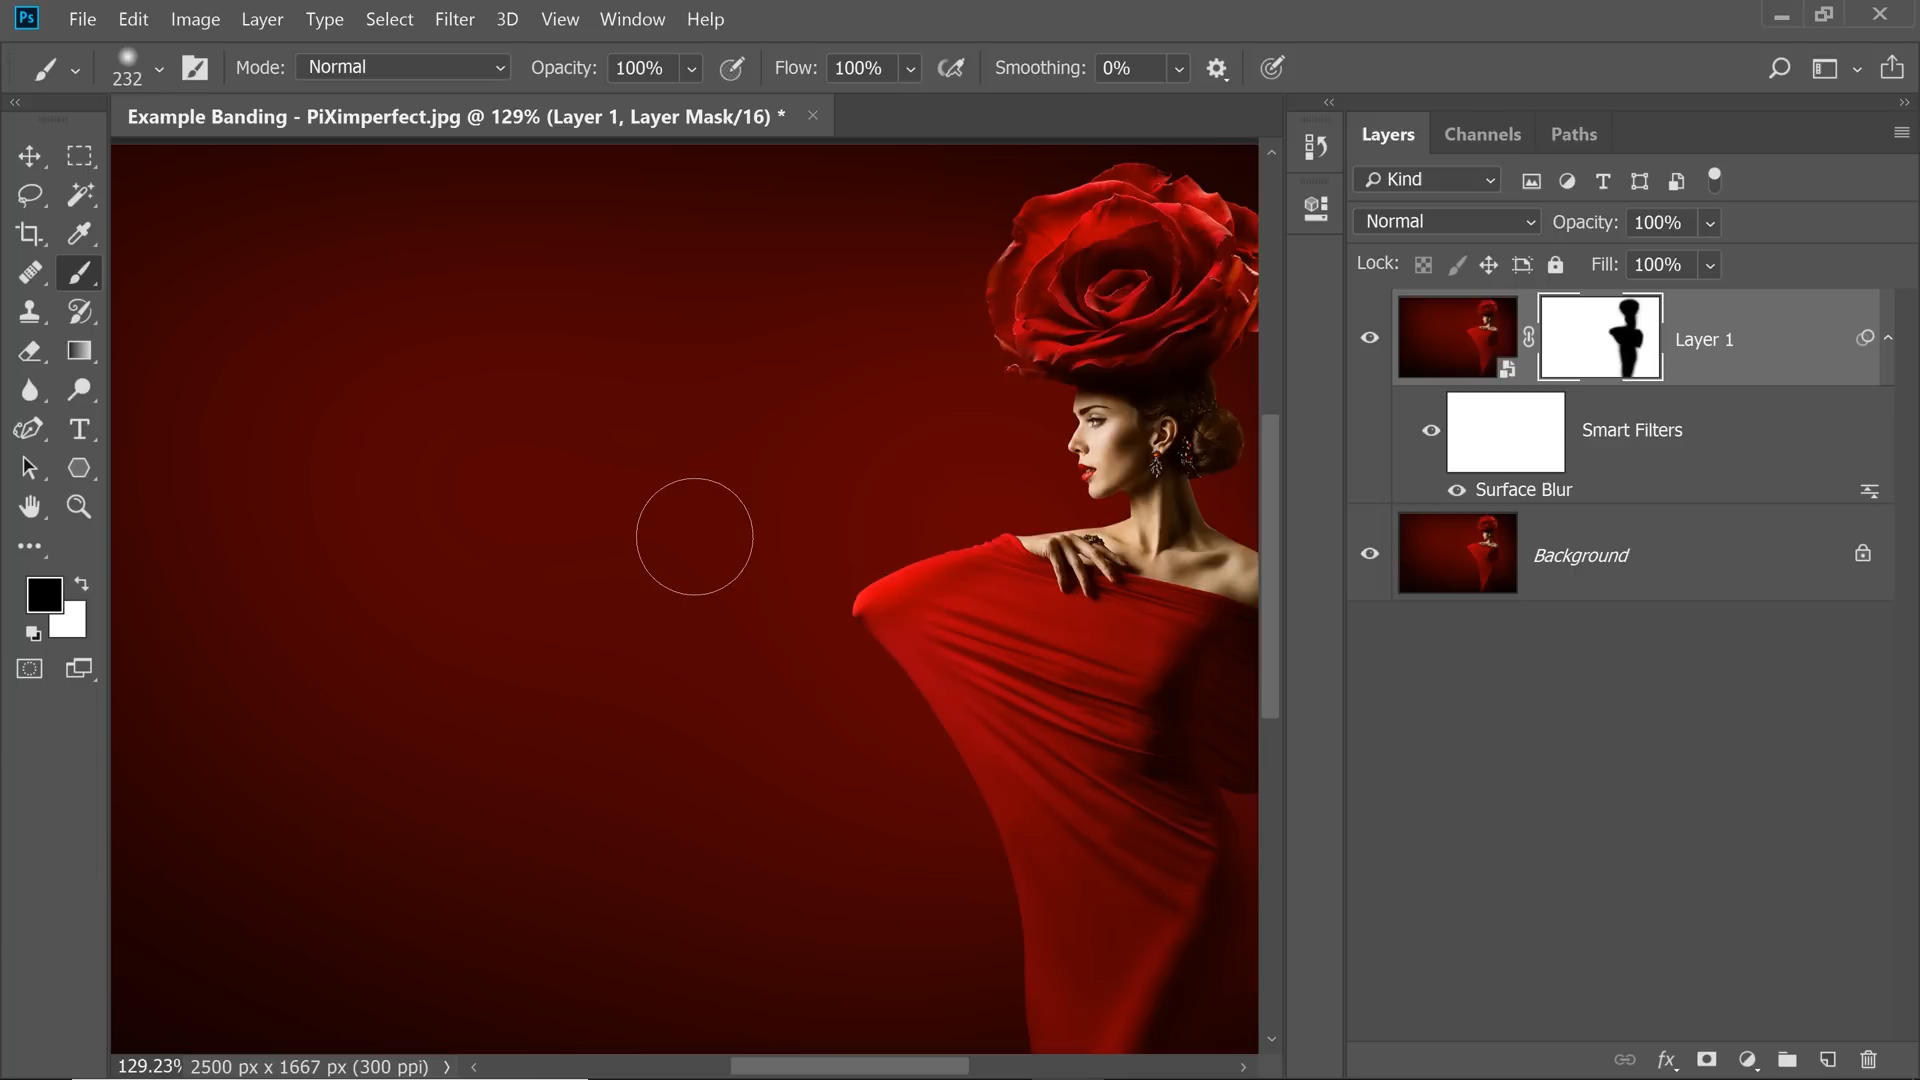 Ps File Edit Image Layer Type Select Filter 3D View Window Help
232 Mode: Normal Opacity: 100% Flow: 100% Smoothing: 0%
Example Banding - PiXimperfect.jpg @ 129% (Layer 1, Layer Mask/16) *
Layers Channels Paths
Kind
Normal Opacity: 100%
Lock: Fill: 100%
Layer 1
Smart Filters
Surface Blur
Background
129.23% 2500 px x 1667 px (300 ppi)